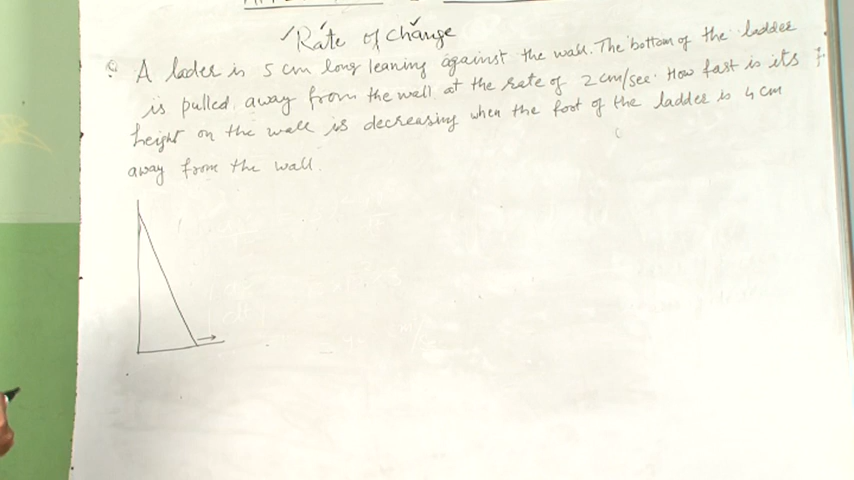 Rate of Change
Q A lader is 5 cm long leaning against the wall. The bottom of the ladder
is pulled away from the wall at the rate of 2 cm/sec. How fast is its
height on the wall is decreasing when the foot of the ladder is 4 cm
away from the wall.